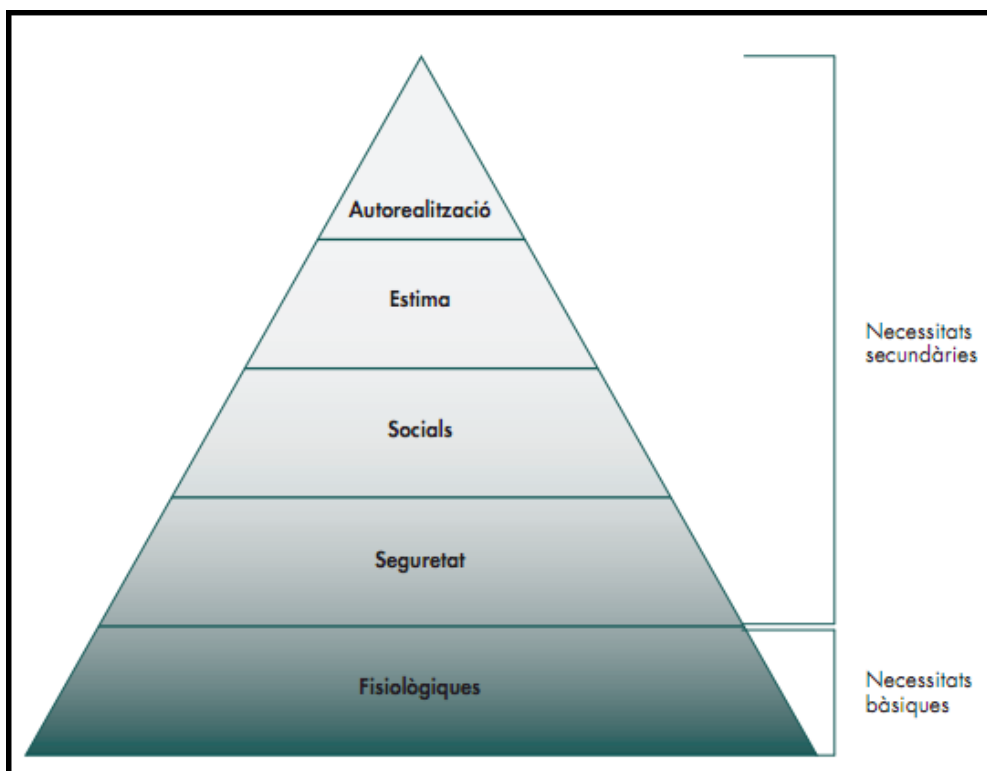 Autorealització
Estima
Socials
Seguretat
Fisiològiques
Necessitats
secundàries
Necessitats
bàsiques